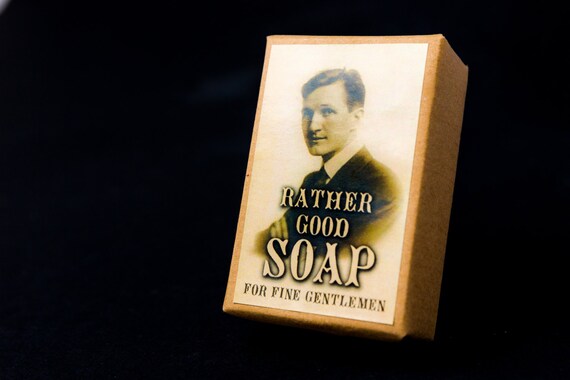 RATHER
GOOD
SOAP
FOR FINE GENTLEMEN